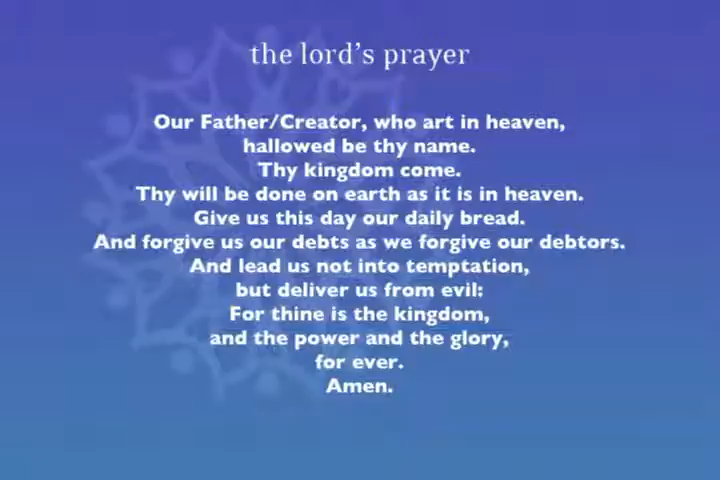 the lord's prayer
Our Father/Creator, who art in heaven,
hallowed be thy name.
Thy kingdom come.
Thy will be done on earth as it is in heaven.
Give us this day our daily bread.
And forgive us our debts as we forgive our debtors.
And lead us not into temptation,
but deliver us from evil:
For thine is the kingdom,
and the power and the glory,
for ever.
Amen.